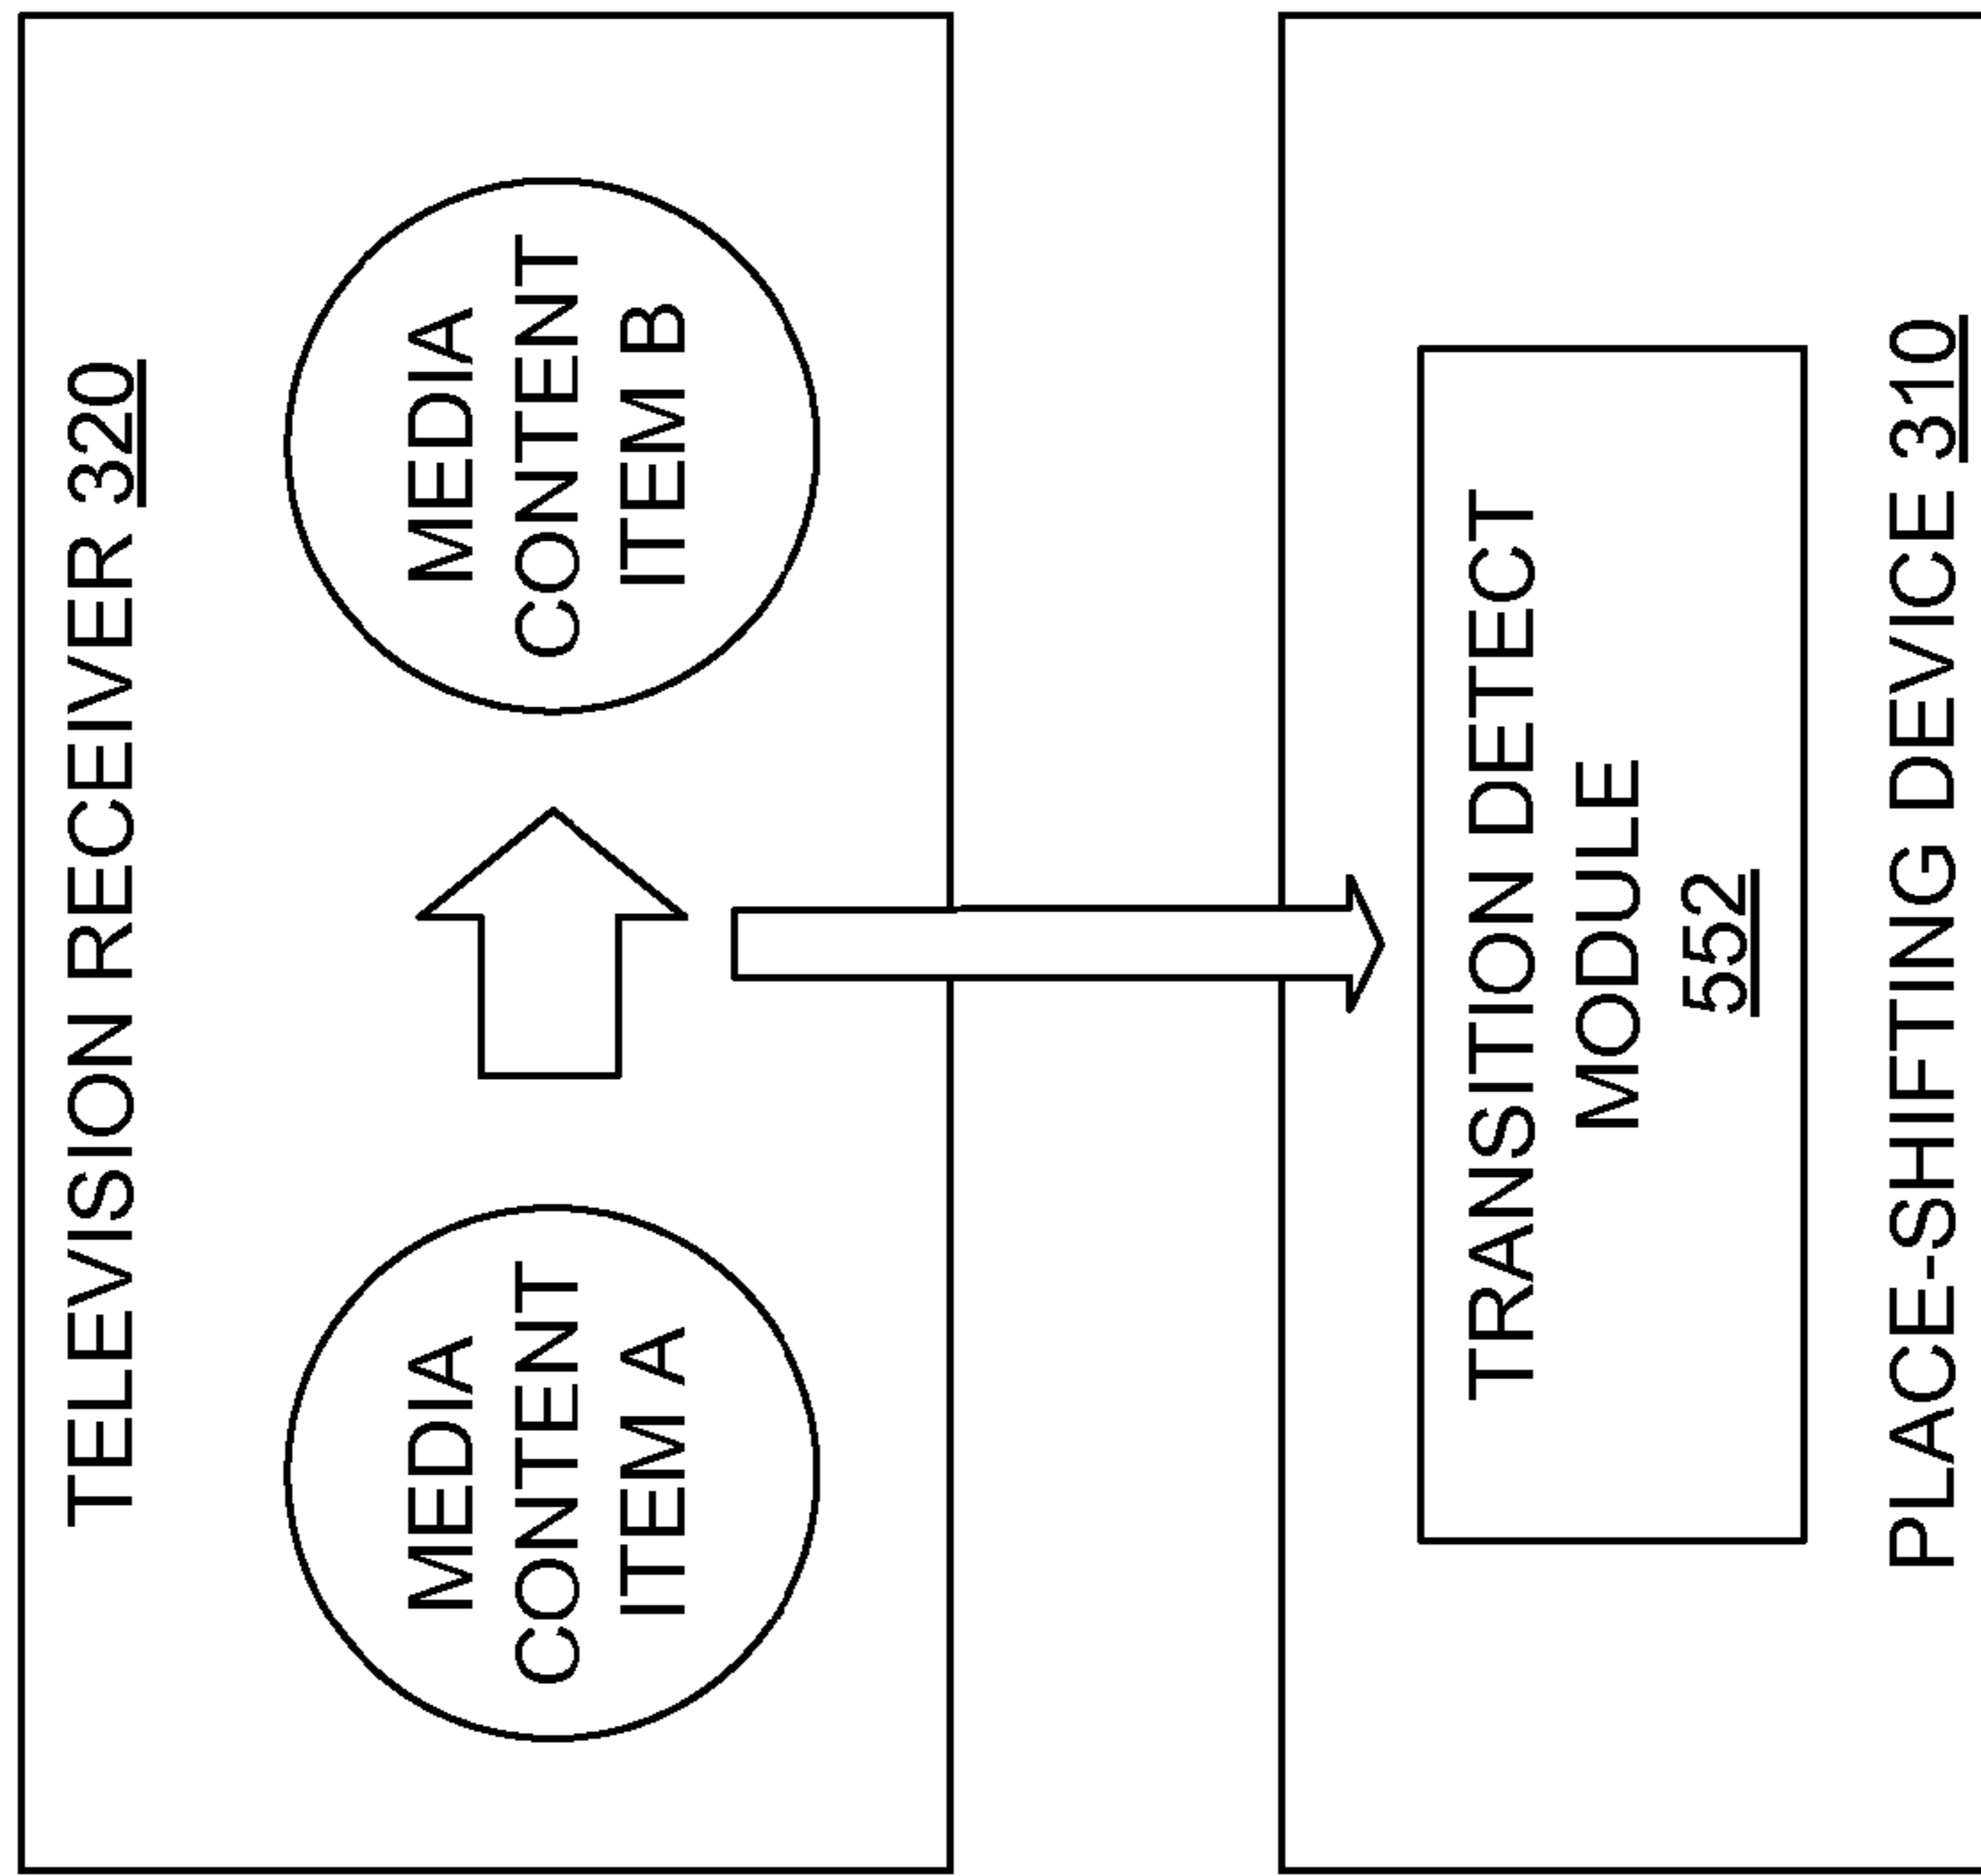 TELEVISION RECEIVER 320
MEDIA
CONTENT
ITEM A
MEDIA
CONTENT
ITEM B
TRANSITION DETECT
MODULE
552
PLACE-SHIFTING DEVICE 310